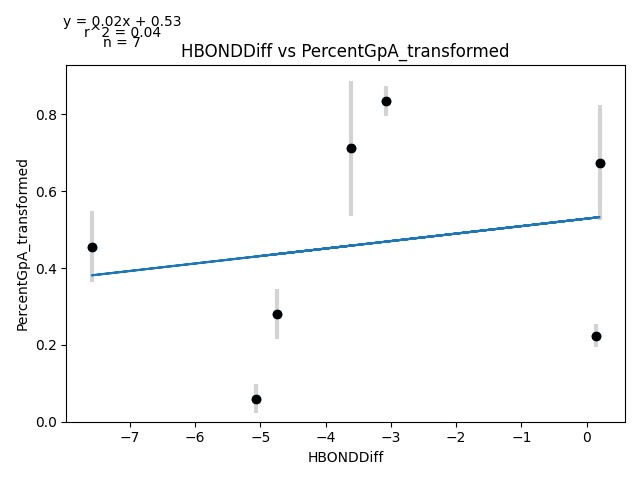 y = 0.02x + 0.53
r^2 = 0.04
n = 7
HBONDDiff vs PercentGpA_transformed
PercentGpA_transformed
0.8
0.6
0.4
0.2
0.0
−7 −6 −5 −4 −3 −2 −1 0
HBONDDiff